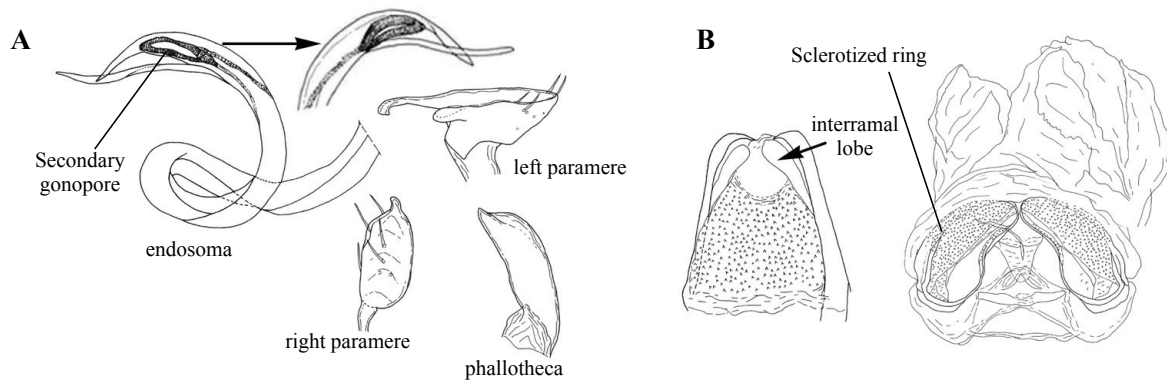 A
Secondary
gonopore
endosoma
left paramere
right paramere
phallotheca
B
Sclerotized ring
interramal
lobe